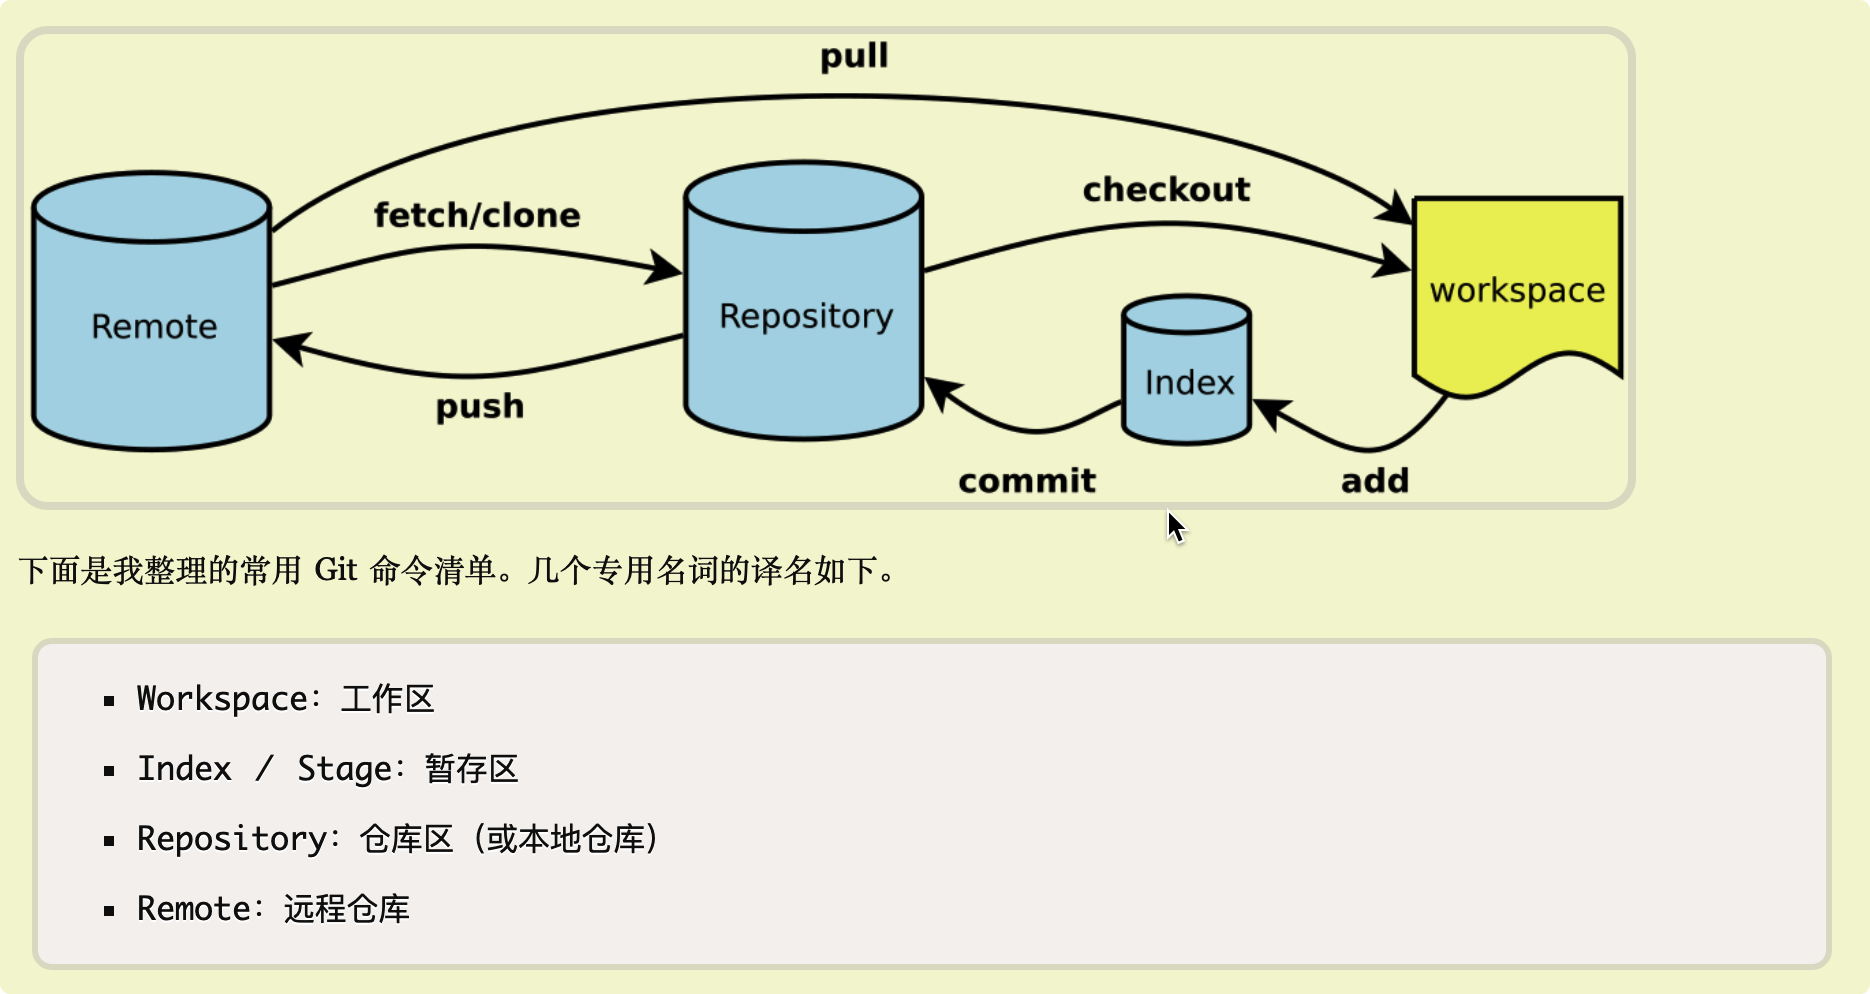 pull
fetch/clone
checkout
Remote
Repository
workspace
Index
push
commit
add
下面是我整理的常用 Git 命令清单。几个专用名词的译名如下。
Workspace：工作区
Index / Stage：暂存区
Repository：仓库区（或本地仓库）
Remote：远程仓库